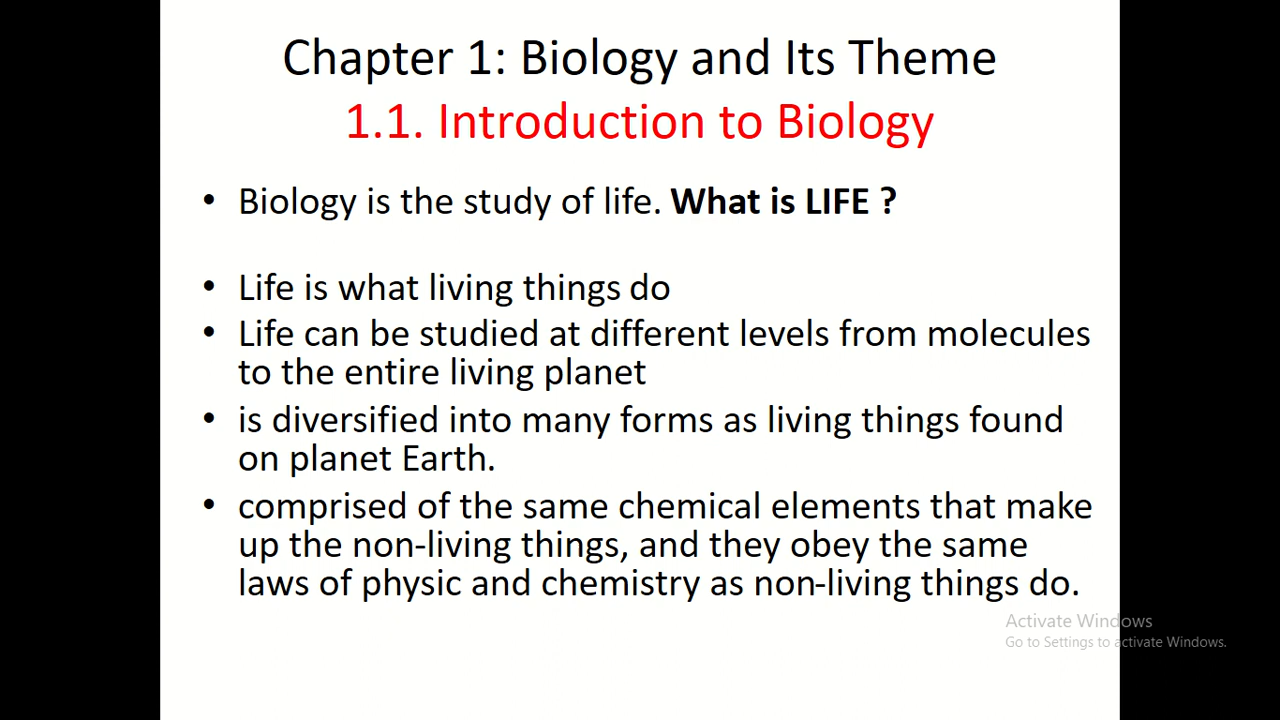 Chapter 1: Biology and Its Theme
1.1. Introduction to Biology
• Biology is the study of life. What is LIFE ?
• Life is what living things do
• Life can be studied at different levels from molecules
to the entire living planet
• is diversified into many forms as living things found
on planet Earth.
• comprised of the same chemical elements that make
up the non-living things, and they obey the same
laws of physic and chemistry as non-living things do.
Activate Windows
Go to Settings to activate Windows.